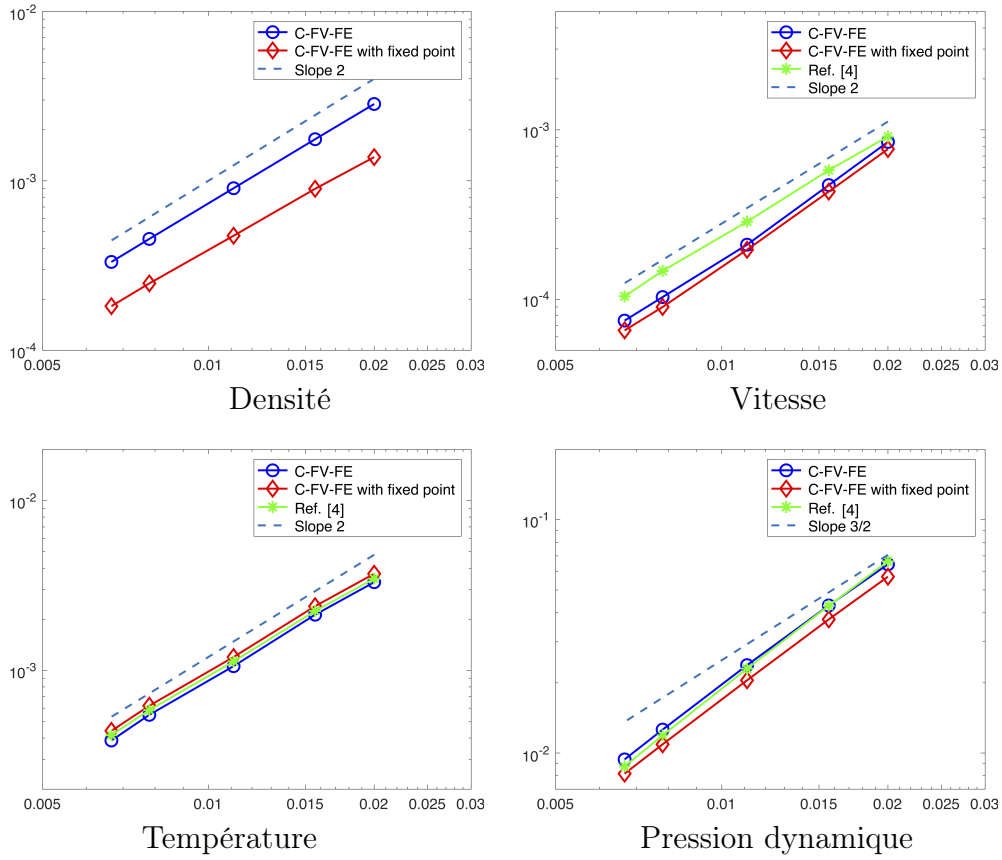 10^-2
10^-3
10^-4
0.005
0.01
0.015
0.02
0.025
0.03
C-FV-FE
C-FV-FE with fixed point
Slope 2
Densité
10^-3
10^-4
0.005
0.01
0.015
0.02
0.025
0.03
C-FV-FE
C-FV-FE with fixed point
Ref. [4]
Slope 2
Vitesse
10^-2
10^-3
0.005
0.01
0.015
0.02
0.025
0.03
C-FV-FE
C-FV-FE with fixed point
Ref. [4]
Slope 2
Température
10^-1
10^-2
0.005
0.01
0.015
0.02
0.025
0.03
C-FV-FE
C-FV-FE with fixed point
Ref. [4]
Slope 3/2
Pression dynamique